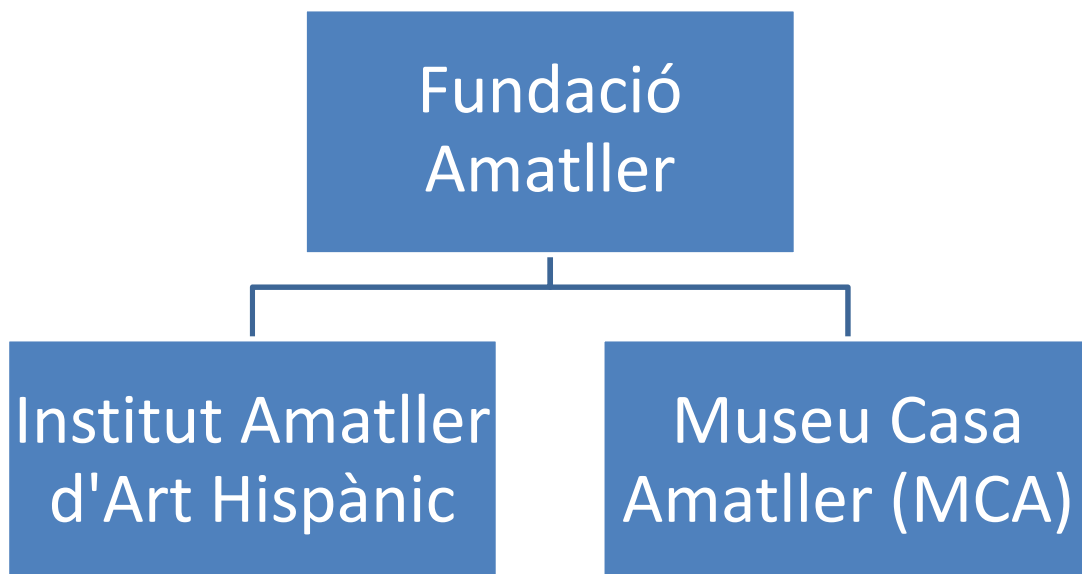 Fundació
Amatller
Institut Amatller
d'Art Hispànic
Museu Casa
Amatller (MCA)